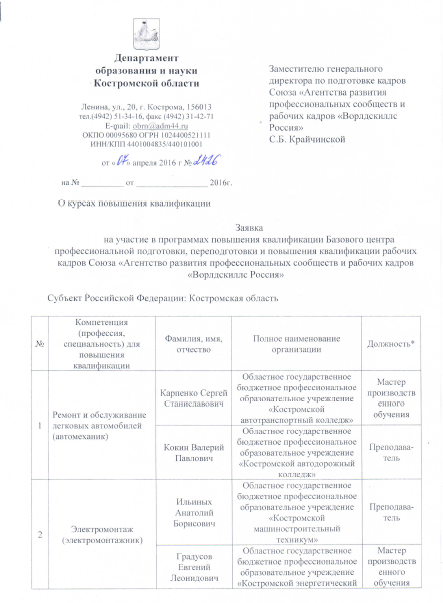 Департамент
образования и науки
Костромской области
Ленина, ул., 20, г. Кострома, 156013
тел.(4942) 51-34-16, факс (4942) 31-42-71
E-mail: obrn@adm44.ru
ОКПО 00095680 ОГРН 1024400521111
ИНН/КПП 4401004835/440101001
от «17» апреля 2016 г № 2426
на № __________ от _________________ 2016г.
Заместителю генерального
директора по подготовке кадров
Союза «Агентства развития
профессиональных сообществ и
рабочих кадров «Ворлдскиллс
Россия»
С.Б. Крайчинской
О курсах повышения квалификации
Заявка
на участие в программах повышения квалификации Базового центра
профессиональной подготовки, переподготовки и повышения квалификации рабочих
кадров Союза «Агентство развития профессиональных сообществ и рабочих кадров
«Ворлдскиллс Россия»
Субъект Российской Федерации: Костромская область
№
Компетенция
(профессия,
специальность) для
повышения
квалификации
Фамилия, имя,
отчество
Полное наименование
организации
Должность*
1
Ремонт и обслуживание
легковых автомобилей
(автомеханик)
Карпенко Сергей
Станиславович
Областное государственное
бюджетное профессиональное
образовательное учреждение
«Костромской
автотранспортный колледж»
Мастер
производств
енного
обучения
Кокин Валерий
Павлович
Областное государственное
бюджетное профессиональное
образовательное учреждение
«Костромской автодорожный
колледж»
Преподава-
тель
2
Электромонтаж
(электромонтажник)
Ильиных
Анатолий
Борисович
Областное государственное
бюджетное профессиональное
образовательное учреждение
«Костромской
машиностроительный
техникум»
Преподава-
тель
Градусов
Евгений
Леонидович
Областное государственное
бюджетное профессиональное
образовательное учреждение
«Костромской энергетический
Мастер
производств
енного
обучения